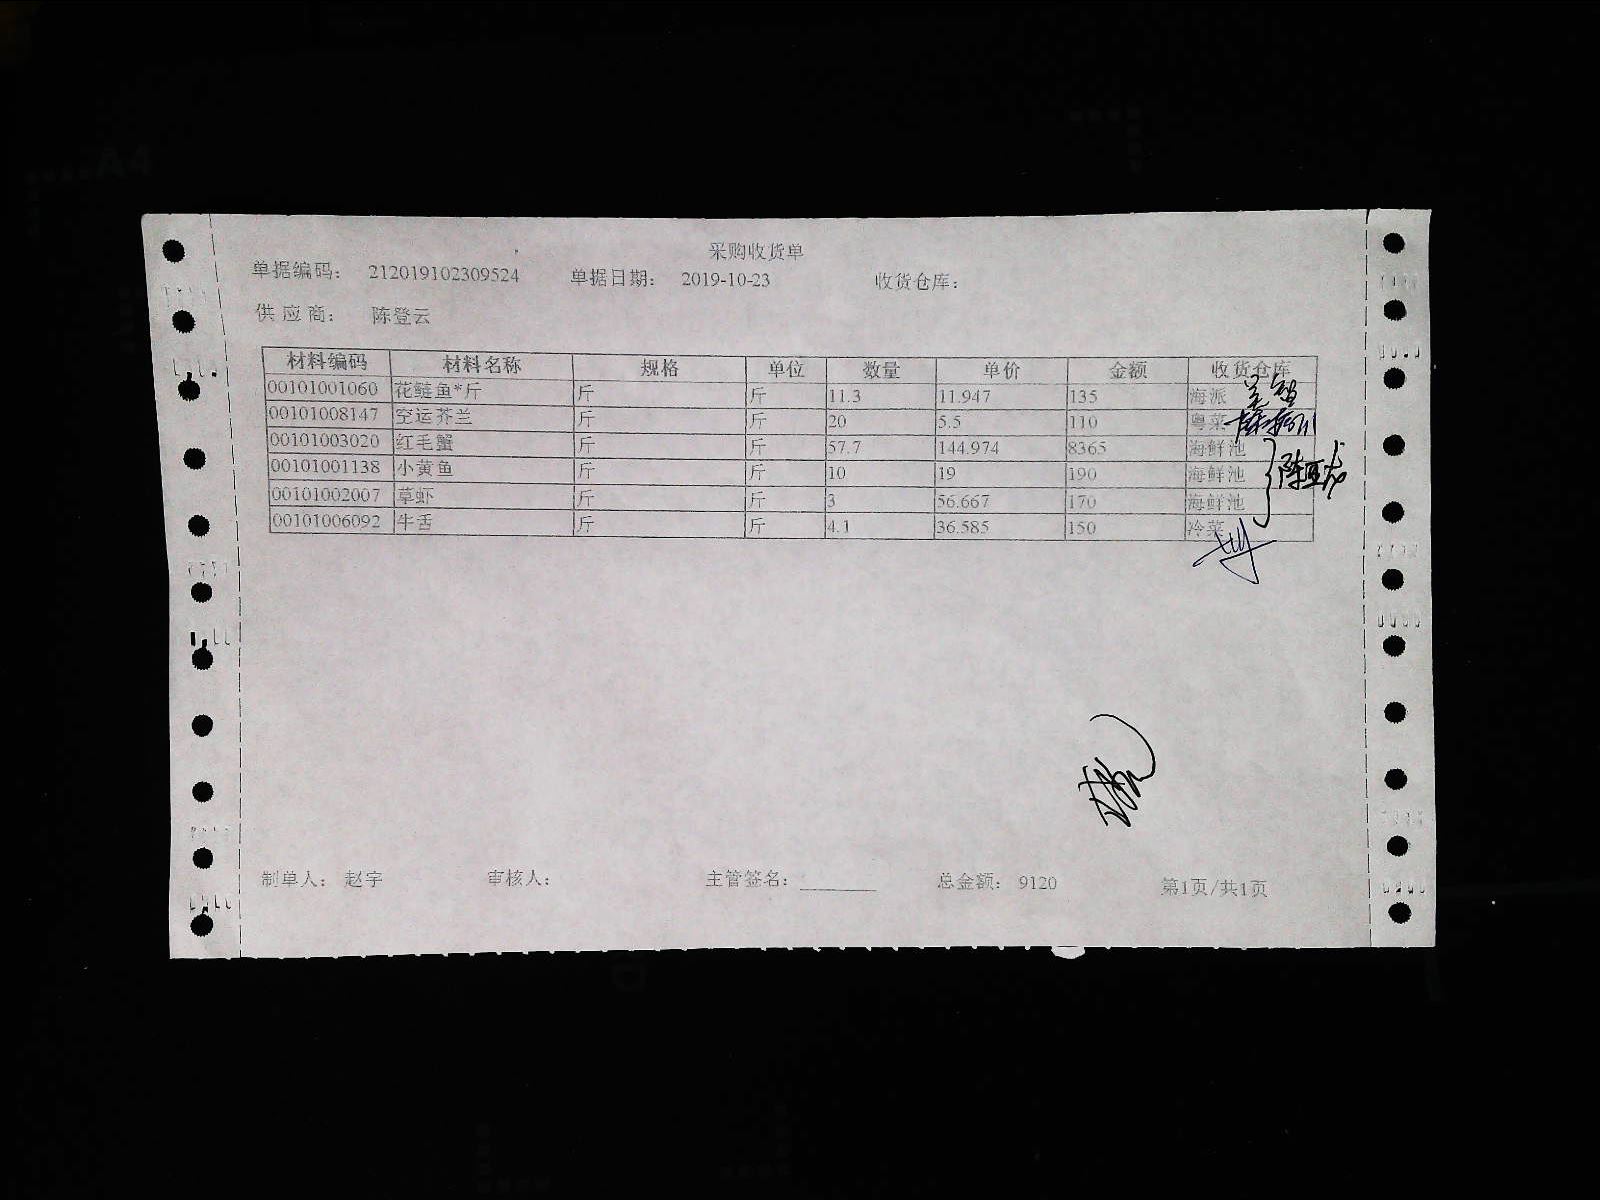 采购收货单
单据编码： 212019102309524 单据日期： 2019-10-23 收货仓库：
供应商： 陈登云
材料编码 材料名称 规格 单位 数量 单价 金额 收货仓库
00101001060 花鲢鱼*斤 斤 斤 11.3 11.947 135 海派
00101008147 空运芥兰 斤 斤 20 5.5 110 粤菜
00101003020 红毛蟹 斤 斤 57.7 144.974 8365 海鲜池
00101001138 小黄鱼 斤 斤 10 19 190 海鲜池
00101002007 草虾 斤 斤 3 56.667 170 海鲜池
00101006092 牛舌 斤 斤 4.1 36.585 150 冷菜
制单人： 赵宇 审核人： 主管签名： 总金额： 9120 第1页/共1页